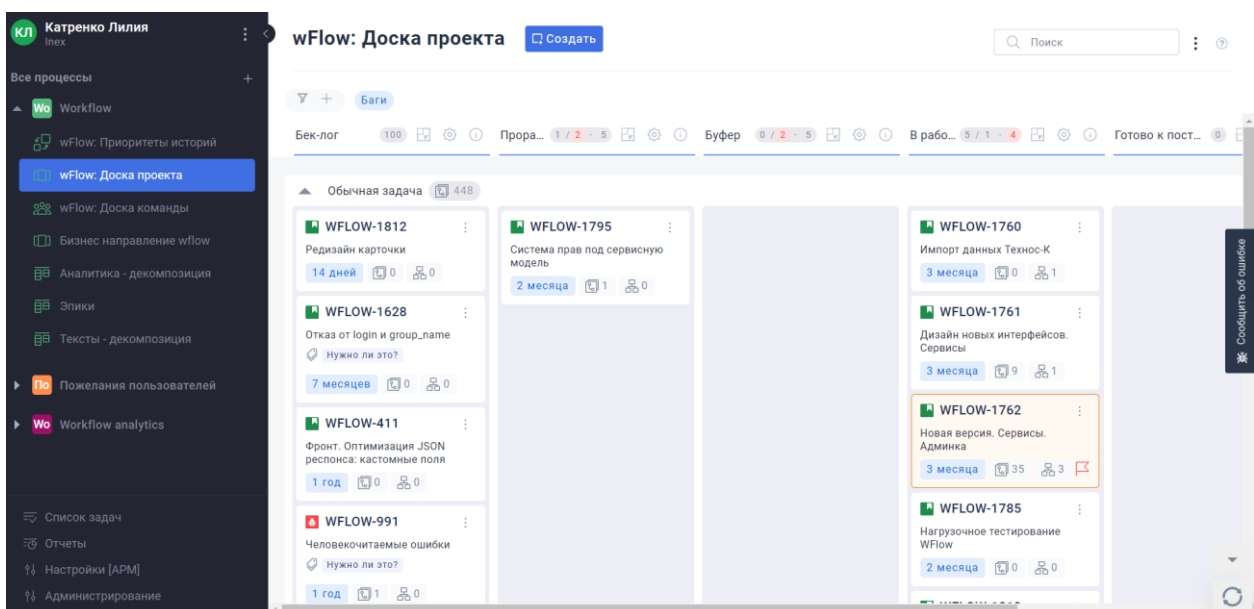 КЛ
Катренко Лилия
Inex
Все процессы
Wo Workflow
wFlow: Приоритеты историй
wFlow: Доска проекта
wFlow: Доска команды
Бизнес направление wflow
Аналитика - декомпозиция
Эпики
Тексты - декомпозиция
По Пожелания пользователей
Wo Workflow analytics
Список задач
Отчеты
Настройки [APM]
Администрирование
wFlow: Доска проекта
Создать
Поиск
Баги
Бек-лог 100
Прора... 1 / 2 - 5
Буфер 0 / 2 - 5
В рабо... 5 / 1 - 4
Готово к пост... 0
Обычная задача 448
WFLOW-1812
Редизайн карточки
14 дней 0 0
WFLOW-1628
Отказ от login и group_name
Нужно ли это?
7 месяцев 0 0
WFLOW-411
Фронт. Оптимизация JSON
респонса: кастомные поля
1 год 0 0
WFLOW-991
Человекочитаемые ошибки
Нужно ли это?
1 год 1 0
WFLOW-1795
Система прав под сервисную
модель
2 месяца 1 0
WFLOW-1760
Импорт данных Технос-К
3 месяца 0 1
WFLOW-1761
Дизайн новых интерфейсов.
Сервисы
3 месяца 9 1
WFLOW-1762
Новая версия. Сервисы.
Админка
3 месяца 35 3
WFLOW-1785
Нагрузочное тестирование
WFlow
2 месяца 0 0
Сообщить об ошибке